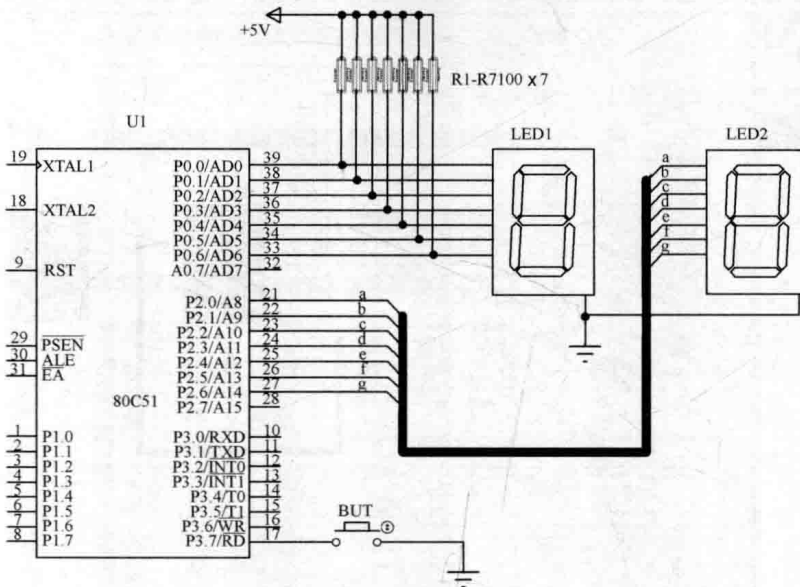 +5V
R1-R7100 x 7
U1
LED1
LED2
19 XTAL1
18 XTAL2
9 RST
29 PSEN
30 ALE
31 EA
80C51
1 P1.0
2 P1.1
3 P1.2
4 P1.3
5 P1.4
6 P1.5
7 P1.6
8 P1.7
P0.0/AD0 39
P0.1/AD1 38
P0.2/AD2 37
P0.3/AD3 36
P0.4/AD4 35
P0.5/AD5 34
P0.6/AD6 33
A0.7/AD7 32
P2.0/A8 21 a
P2.1/A9 22 b
P2.2/A10 23 c
P2.3/A11 24 d
P2.4/A12 25 e
P2.5/A13 26 f
P2.6/A14 27 g
P2.7/A15 28
P3.0/RXD 10
P3.1/TXD 11
P3.2/INT0 12
P3.3/INT1 13
P3.4/T0 14
P3.5/T1 15
P3.6/WR 16
P3.7/RD 17
BUT
a
b
c
d
e
f
g